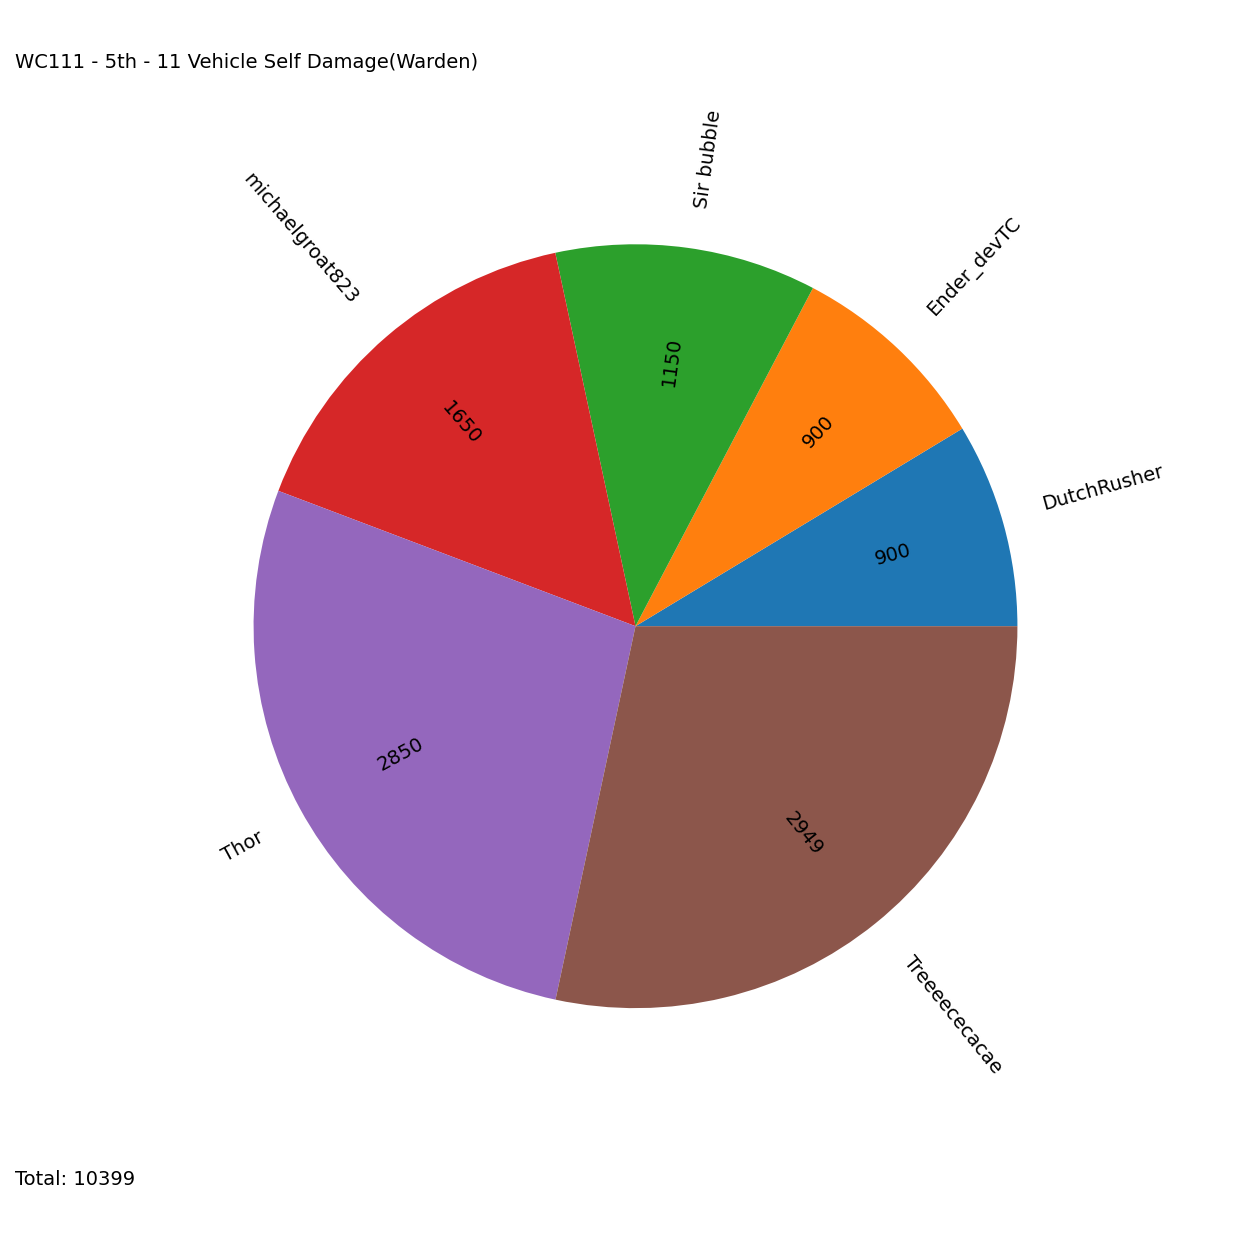 WC111 - 5th - 11 Vehicle Self Damage(Warden)
Sir bubble
michaelgroat823
Ender_devTC
1150
1650
900
DutchRusher
900
2850
2949
Thor
Treeeececacae
Total: 10399